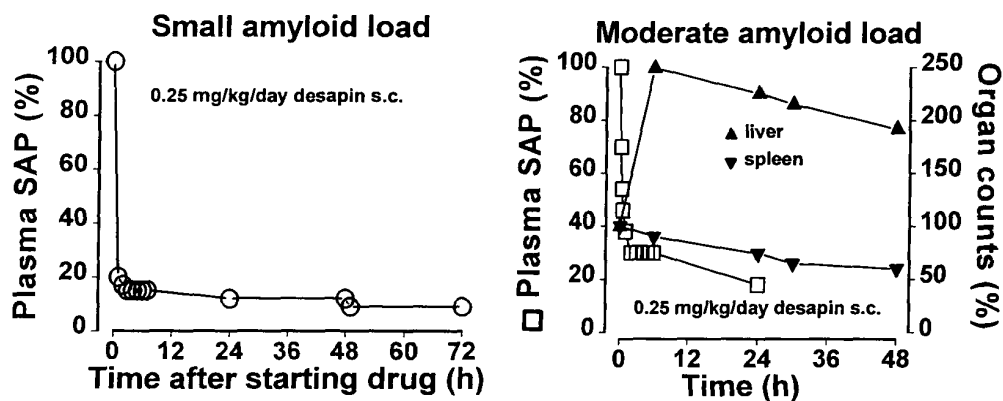 Small amyloid load
Plasma SAP (%)
100
80
60
40
20
0
0.25 mg/kg/day desapin s.c.
0 12 24 36 48 60 72
Time after starting drug (h)
Moderate amyloid load
Plasma SAP (%)
100
80
60
40
20
0
liver
spleen
0.25 mg/kg/day desapin s.c.
250
200
150
100
50
0
Organ counts (%)
0 12 24 36 48
Time (h)